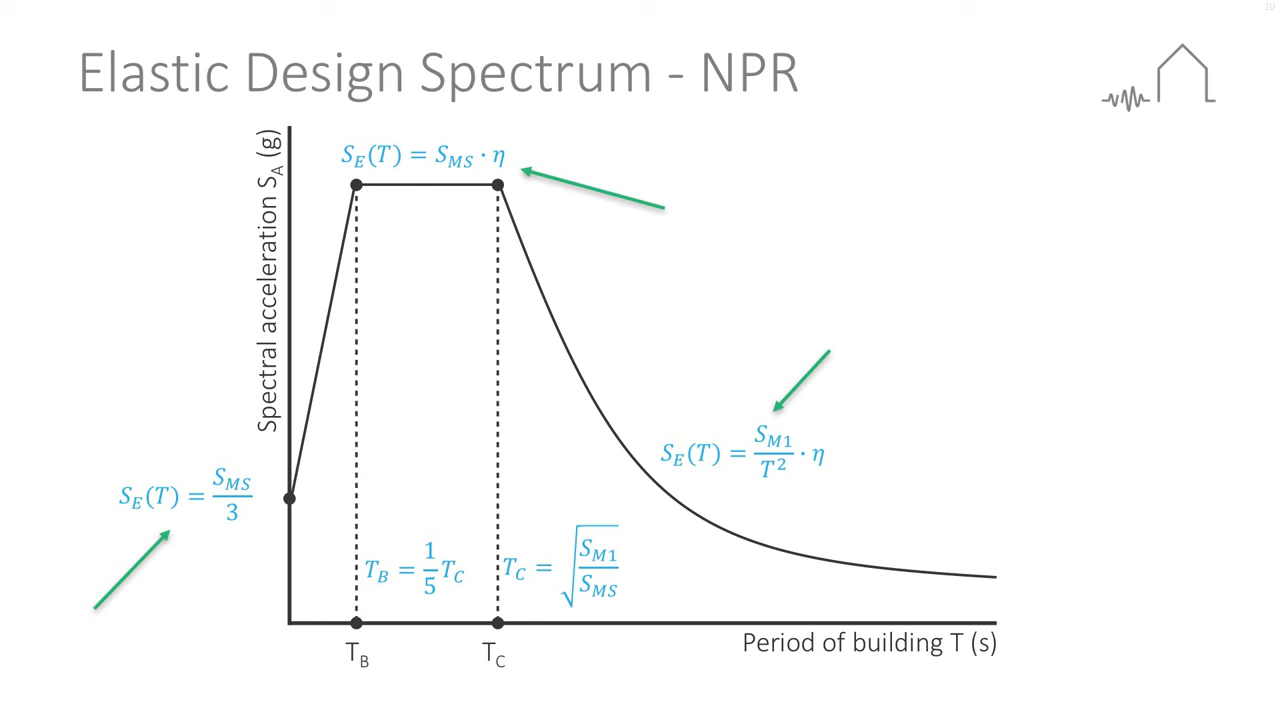 10
Elastic Design Spectrum - NPR
Spectral acceleration S_A (g)
S_E(T) = S_MS · η
S_E(T) = S_M1/T² · η
S_E(T) = S_MS/3
T_B = 1/5 T_C
T_C = √(S_M1/S_MS)
T_B
T_C
Period of building T (s)